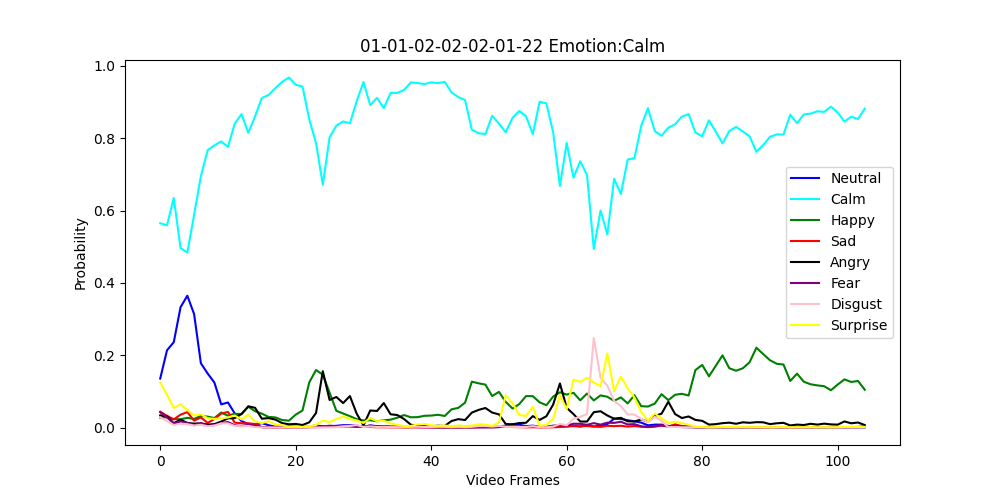 01-01-02-02-02-01-22 Emotion:Calm
1.0
0.8
0.6
0.4
0.2
0.0
Probability
0
20
40
60
80
100
Video Frames
Neutral
Calm
Happy
Sad
Angry
Fear
Disgust
Surprise